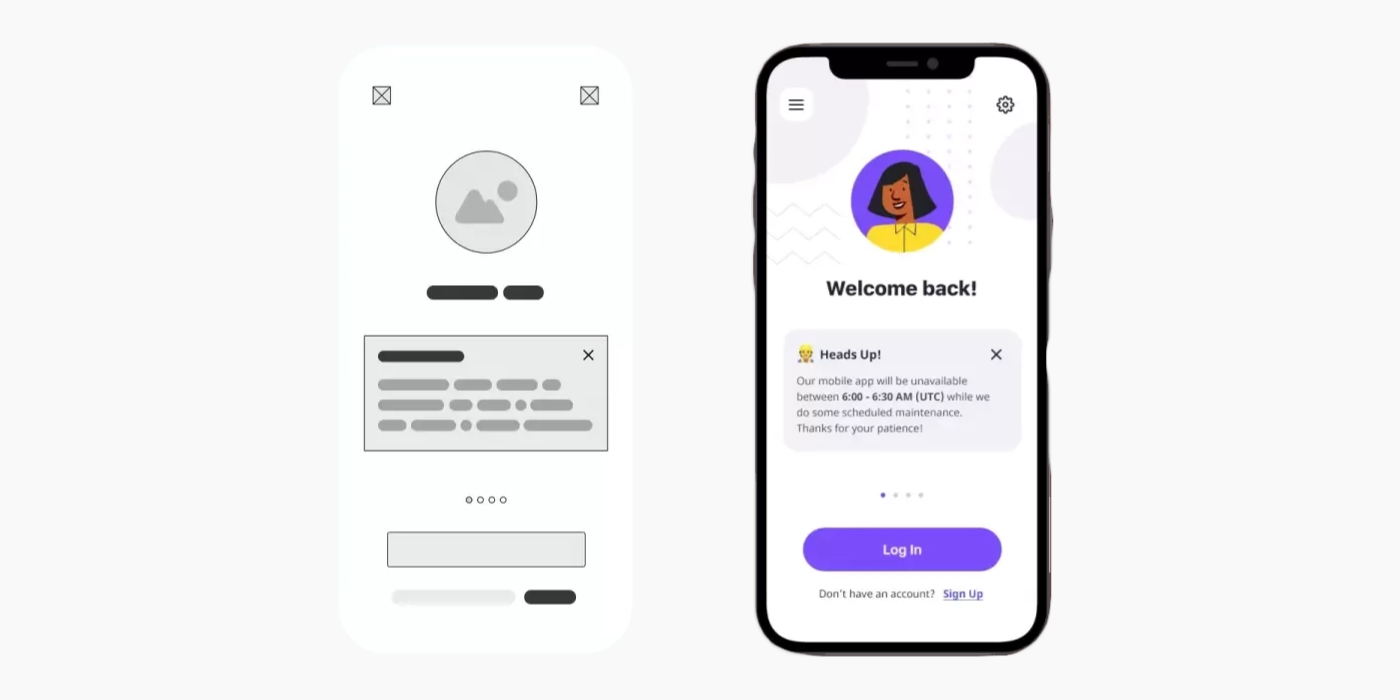 Welcome back!
Heads Up!
Our mobile app will be unavailable
between 6:00 - 6:30 AM (UTC) while we
do some scheduled maintenance.
Thanks for your patience!
Log In
Don't have an account? Sign Up